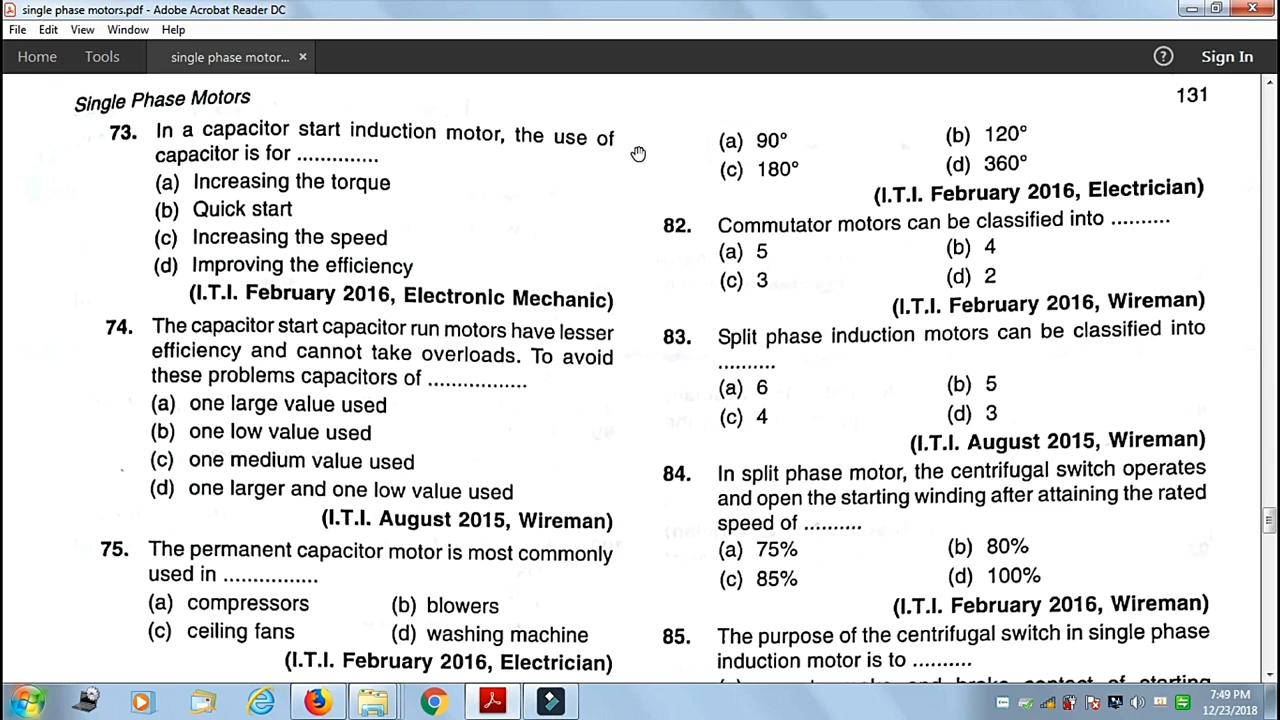 single phase motors.pdf - Adobe Acrobat Reader DC
File Edit View Window Help
Home Tools single phase motor... × ? Sign In
Single Phase Motors
131
73. In a capacitor start induction motor, the use of
capacitor is for ..............
(a) Increasing the torque
(b) Quick start
(c) Increasing the speed
(d) Improving the efficiency
(I.T.I. February 2016, Electronic Mechanic)
74. The capacitor start capacitor run motors have lesser
efficiency and cannot take overloads. To avoid
these problems capacitors of .................
(a) one large value used
(b) one low value used
(c) one medium value used
(d) one larger and one low value used
(I.T.I. August 2015, Wireman)
75. The permanent capacitor motor is most commonly
used in ................
(a) compressors (b) blowers
(c) ceiling fans (d) washing machine
(I.T.I. February 2016, Electrician)
(a) 90° (b) 120°
(c) 180° (d) 360°
(I.T.I. February 2016, Electrician)
82. Commutator motors can be classified into ..........
(a) 5 (b) 4
(c) 3 (d) 2
(I.T.I. February 2016, Wireman)
83. Split phase induction motors can be classified into
..........
(a) 6 (b) 5
(c) 4 (d) 3
(I.T.I. August 2015, Wireman)
84. In split phase motor, the centrifugal switch operates
and open the starting winding after attaining the rated
speed of ..........
(a) 75% (b) 80%
(c) 85% (d) 100%
(I.T.I. February 2016, Wireman)
85. The purpose of the centrifugal switch in single phase
induction motor is to ..........
7:49 PM
12/23/2018